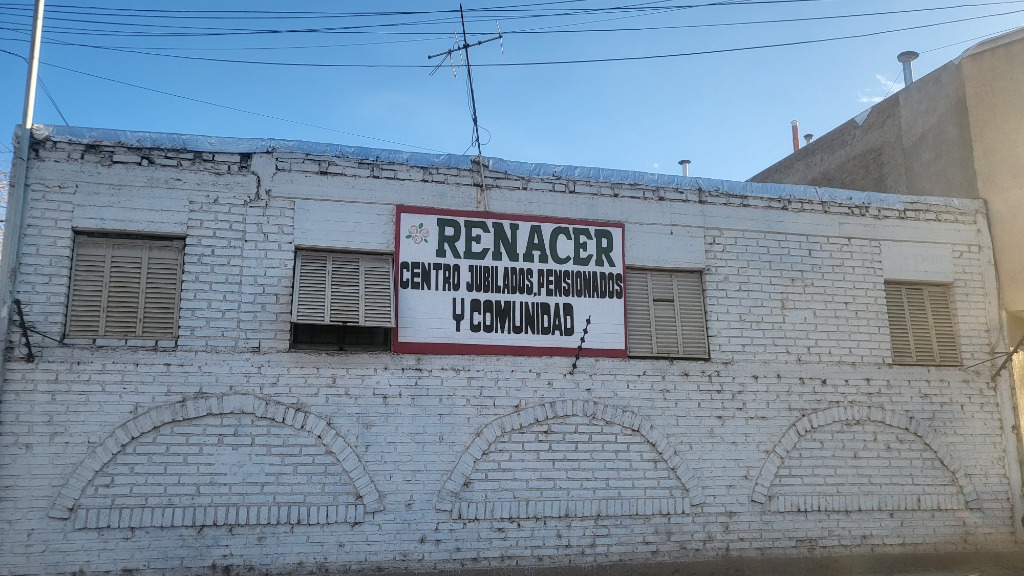 RENACER
CENTRO JUBILADOS, PENSIONADOS
Y COMUNIDAD